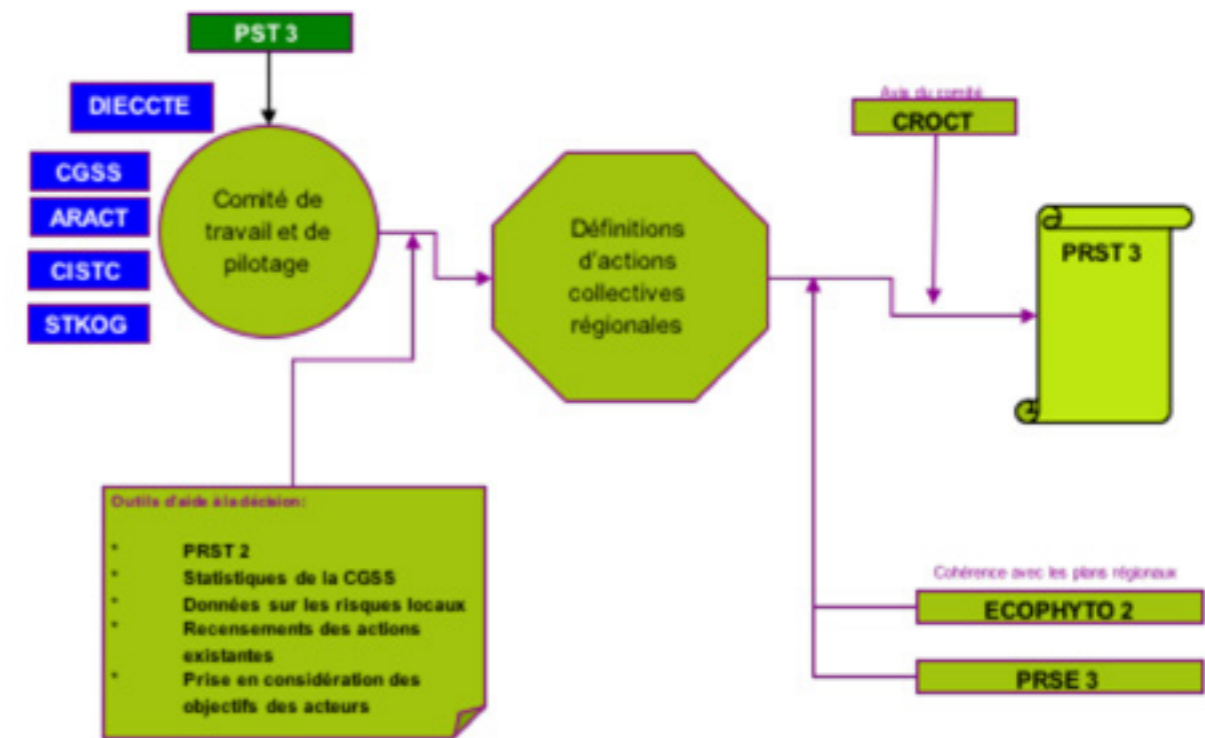 PST 3
DIECCTE
CGSS
ARACT
CISTC
STKOG
Comité de
travail et de
pilotage
Définitions
d'actions
collectives
régionales
Avis du comité
CROCT
PRST 3
Outils d'aide à la décision:
* PRST 2
* Statistiques de la CGSS
* Données sur les risques locaux
* Recensements des actions
existantes
* Prise en considération des
objectifs des acteurs
Cohérence avec les plans régionaux
ECOPHYTO 2
PRSE 3